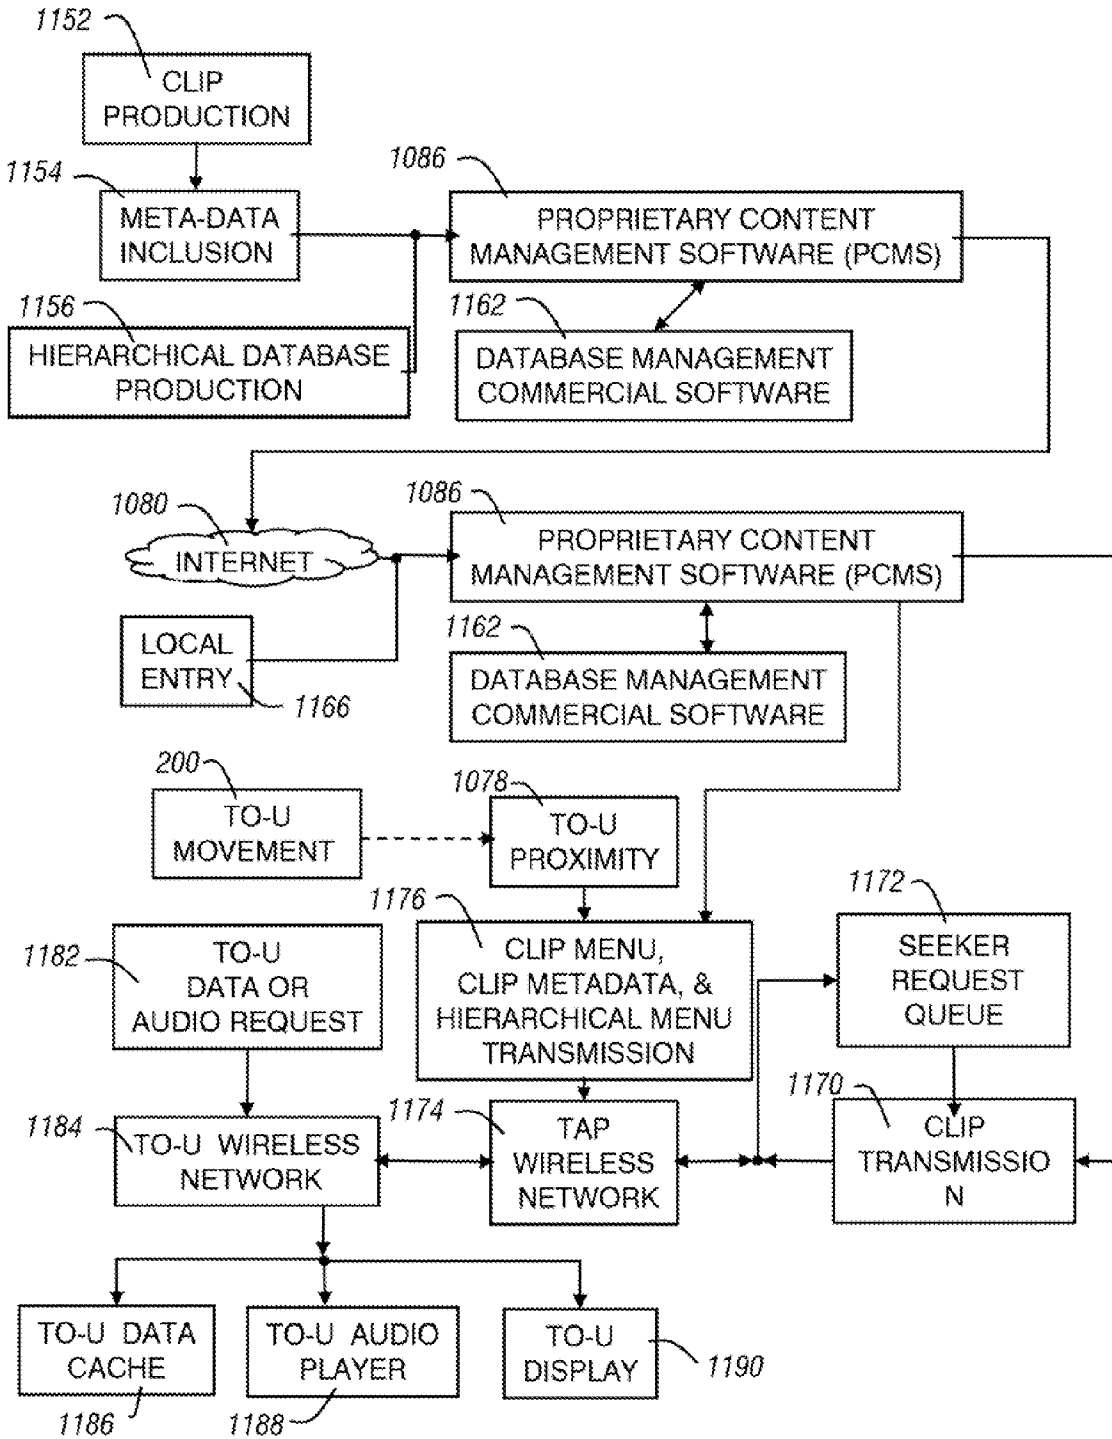 1152
CLIP
PRODUCTION
1154
META-DATA
INCLUSION
1086
PROPRIETARY CONTENT
MANAGEMENT SOFTWARE (PCMS)
1156
HIERARCHICAL DATABASE
PRODUCTION
1162
DATABASE MANAGEMENT
COMMERCIAL SOFTWARE
1080
INTERNET
1086
PROPRIETARY CONTENT
MANAGEMENT SOFTWARE (PCMS)
LOCAL
ENTRY
1166
1162
DATABASE MANAGEMENT
COMMERCIAL SOFTWARE
200
TO-U
MOVEMENT
1078
TO-U
PROXIMITY
1176
CLIP MENU,
CLIP METADATA, &
HIERARCHICAL MENU
TRANSMISSION
1172
SEEKER
REQUEST
QUEUE
1182
TO-U
DATA OR
AUDIO REQUEST
1184
TO-U WIRELESS
NETWORK
1174
TAP
WIRELESS
NETWORK
1170
CLIP
TRANSMISSIO
N
TO-U DATA
CACHE
1186
TO-U AUDIO
PLAYER
1188
TO-U
DISPLAY
1190